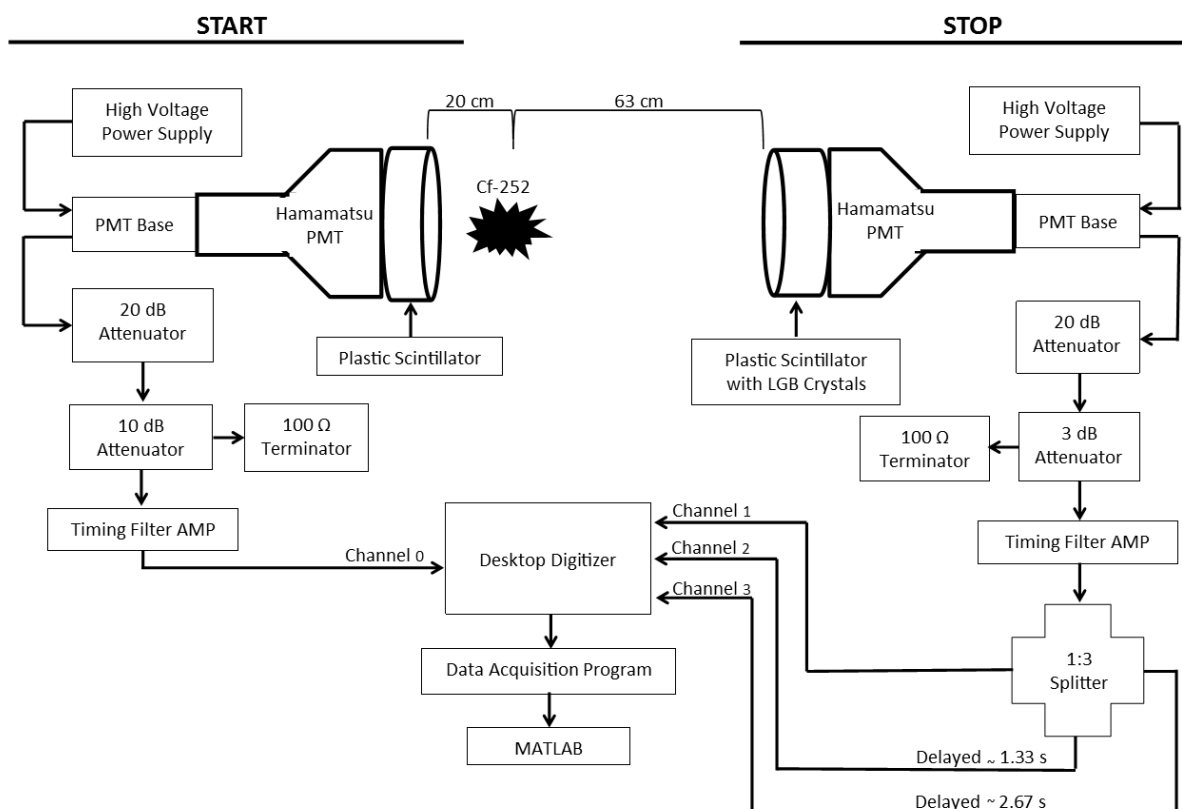 START
STOP
20 cm
63 cm
High Voltage
Power Supply
High Voltage
Power Supply
Cf-252
PMT Base
Hamamatsu
PMT
Hamamatsu
PMT
PMT Base
20 dB
Attenuator
Plastic Scintillator
Plastic Scintillator
with LGB Crystals
20 dB
Attenuator
10 dB
Attenuator
100 Ω
Terminator
100 Ω
Terminator
3 dB
Attenuator
Timing Filter AMP
Channel 0
Desktop Digitizer
Channel 1
Channel 2
Channel 3
Timing Filter AMP
Data Acquisition Program
1:3
Splitter
MATLAB
Delayed ~ 1.33 s
Delayed ~ 2.67 s